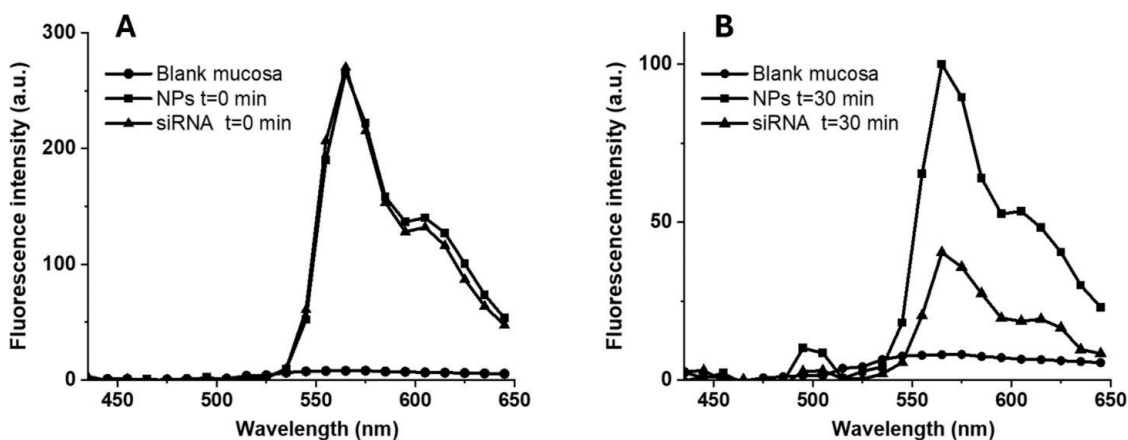 A
Fluorescence intensity (a.u.)
300
200
100
0
Blank mucosa
NPs t=0 min
siRNA t=0 min
450 500 550 600 650
Wavelength (nm)
B
Fluorescence intensity (a.u.)
100
50
0
Blank mucosa
NPs t=30 min
siRNA t=30 min
450 500 550 600 650
Wavelength (nm)